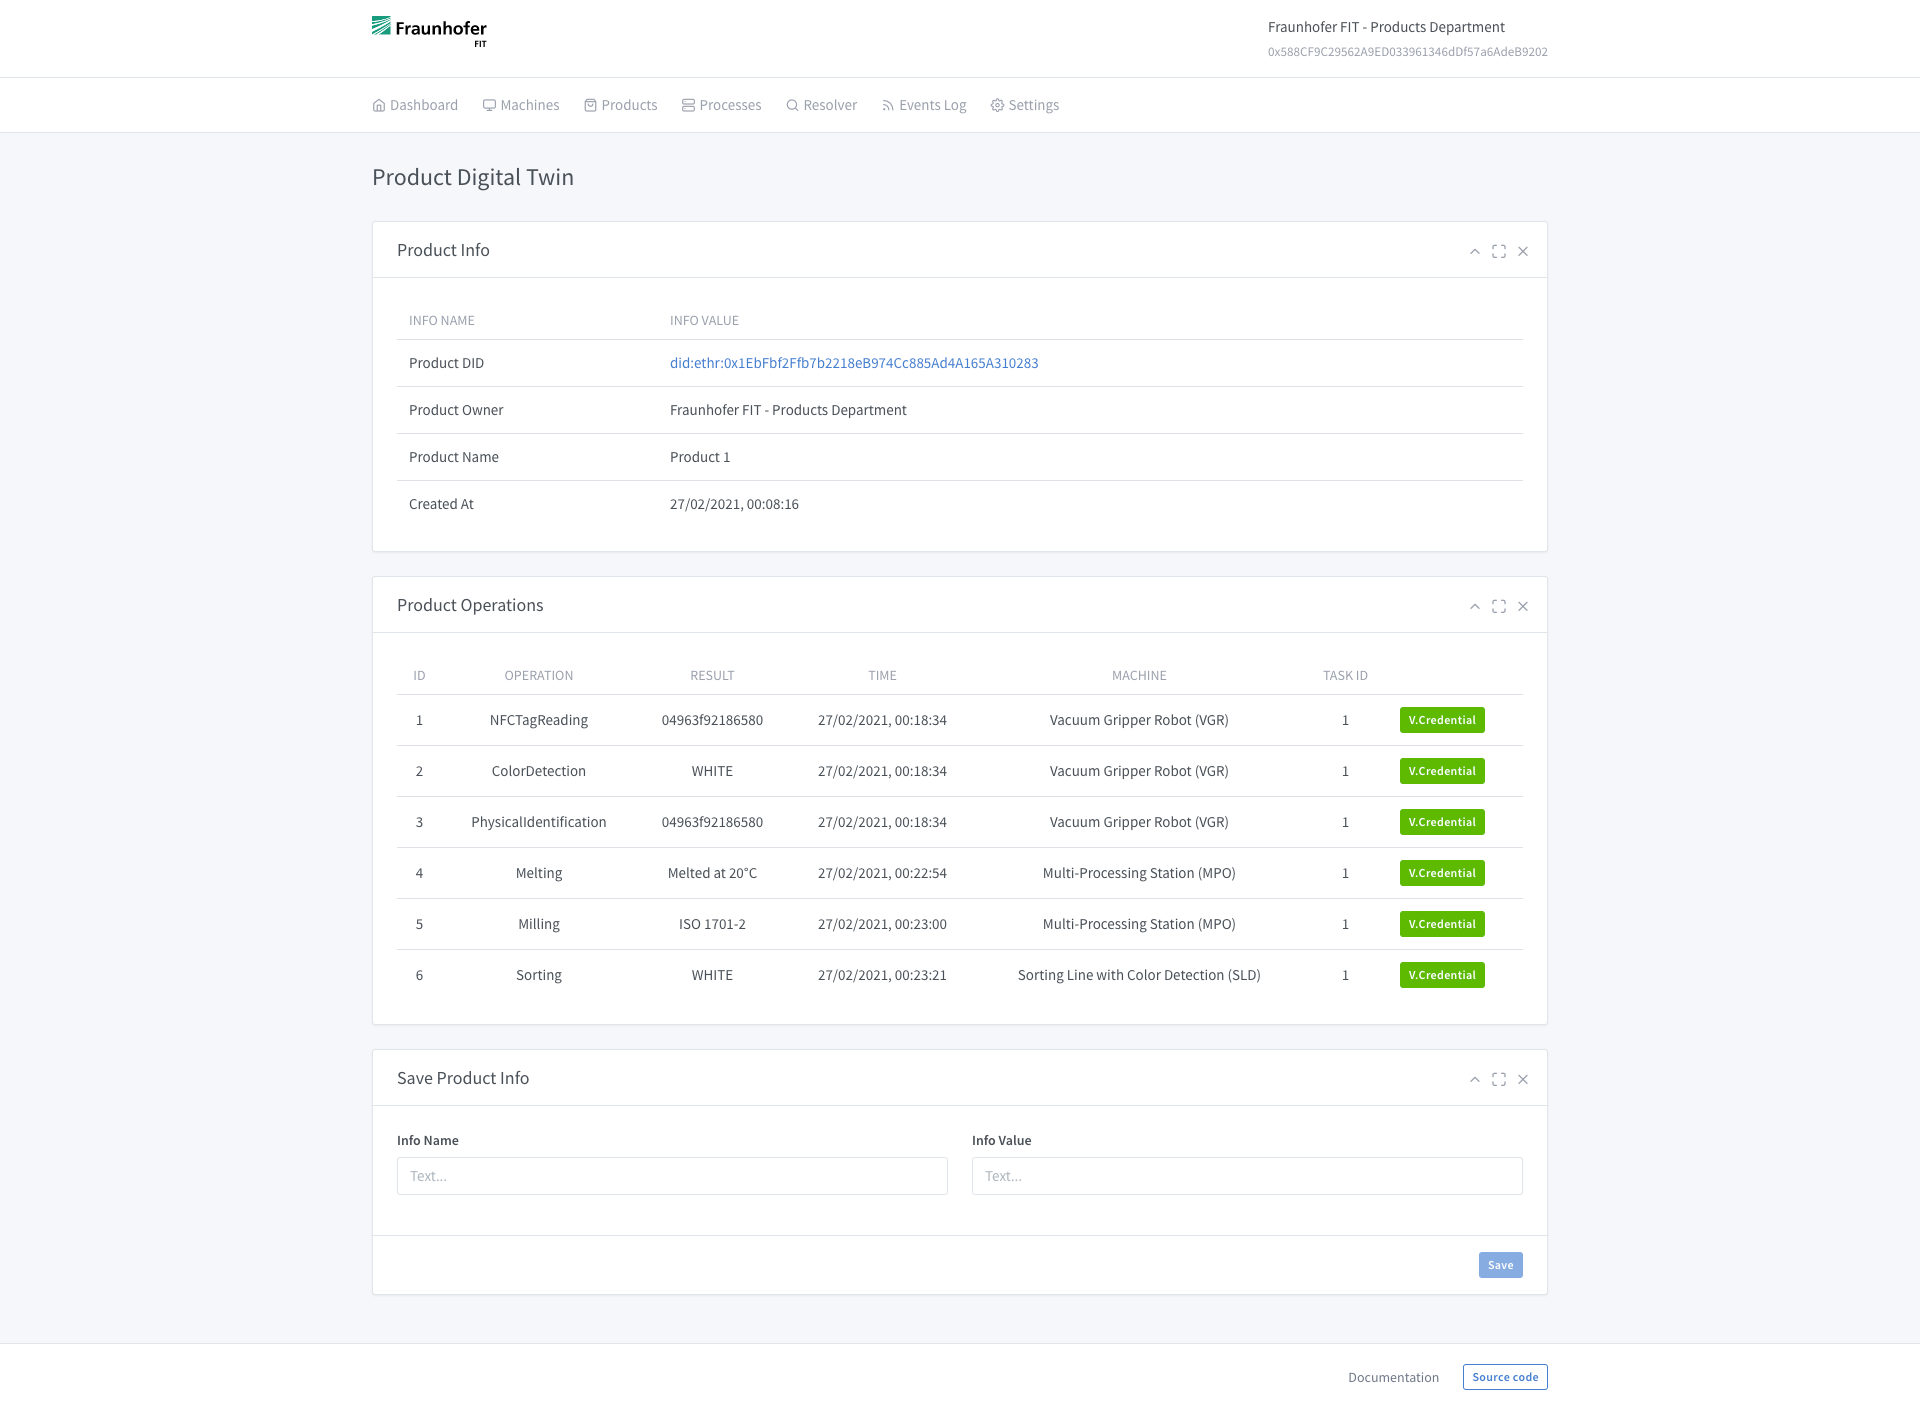 Fraunhofer
FIT
Fraunhofer FIT - Products Department
0x588CF9C29562A9ED033961346dDf57a6AdeB9202
Dashboard Machines Products Processes Resolver Events Log Settings
Product Digital Twin
Product Info
INFO NAME INFO VALUE
Product DID did:ethr:0x1EbFbf2Ffb7b2218eB974Cc885Ad4A165A310283
Product Owner Fraunhofer FIT - Products Department
Product Name Product 1
Created At 27/02/2021, 00:08:16
Product Operations
ID OPERATION RESULT TIME MACHINE TASK ID
1 NFCTagReading 04963f92186580 27/02/2021, 00:18:34 Vacuum Gripper Robot (VGR) 1 V.Credential
2 ColorDetection WHITE 27/02/2021, 00:18:34 Vacuum Gripper Robot (VGR) 1 V.Credential
3 PhysicalIdentification 04963f92186580 27/02/2021, 00:18:34 Vacuum Gripper Robot (VGR) 1 V.Credential
4 Melting Melted at 20°C 27/02/2021, 00:22:54 Multi-Processing Station (MPO) 1 V.Credential
5 Milling ISO 1701-2 27/02/2021, 00:23:00 Multi-Processing Station (MPO) 1 V.Credential
6 Sorting WHITE 27/02/2021, 00:23:21 Sorting Line with Color Detection (SLD) 1 V.Credential
Save Product Info
Info Name Info Value
Text... Text...
Save
Documentation Source code